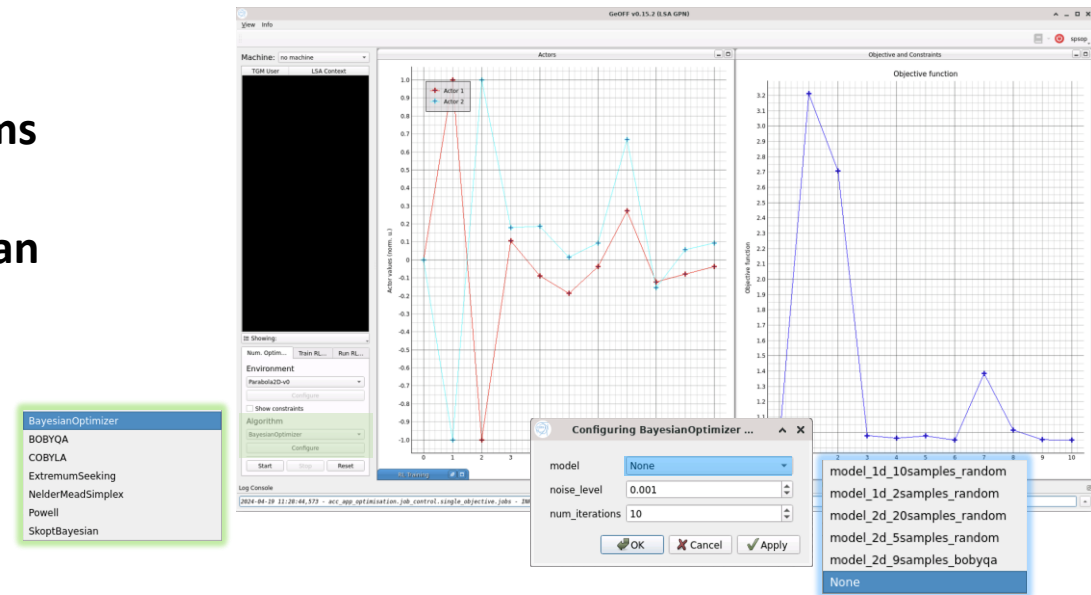 ms
an
GeOFF v0.15.2 (LSA GPN)
View Info
spsop
Machine: no machine
TGM User LSA Context
Showing:
Num. Optim... Train RL... Run RL...
Environment
Parabola2D-v0
Configure
Show constraints
Algorithm
BayesianOptimizer
Configure
Start Stop Reset
Actors
Actor 1
Actor 2
Actor values (norm. u.)
1.0
0.9
0.8
0.7
0.6
0.5
0.4
0.3
0.2
0.1
0
-0.1
-0.2
-0.3
-0.4
-0.5
-0.6
-0.7
-0.8
-0.9
-1.0
0 1 2 3
Objective and Constraints
Objective function
Objective function
3.2
3.1
3.0
2.9
2.8
2.7
2.6
2.5
2.4
2.3
2.2
2.1
2.0
1.9
1.8
1.7
1.6
1.5
1.4
1.3
1.2
1.1
2 3 4 5 6 7 8 9 10
RL Training
Log Console
2024-04-19 11:20:44,573 - acc_app_optimisation.job_control.single_objective.jobs - IN
BayesianOptimizer
BOBYQA
COBYLA
ExtremumSeeking
NelderMeadSimplex
Powell
SkoptBayesian
Configuring BayesianOptimizer ...
model None
noise_level 0.001
num_iterations 10
OK Cancel Apply
model_1d_10samples_random
model_1d_2samples_random
model_2d_20samples_random
model_2d_5samples_random
model_2d_9samples_bobyqa
None